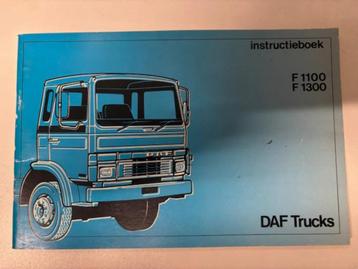 instructieboek
F 1100
F 1300
DAF Trucks